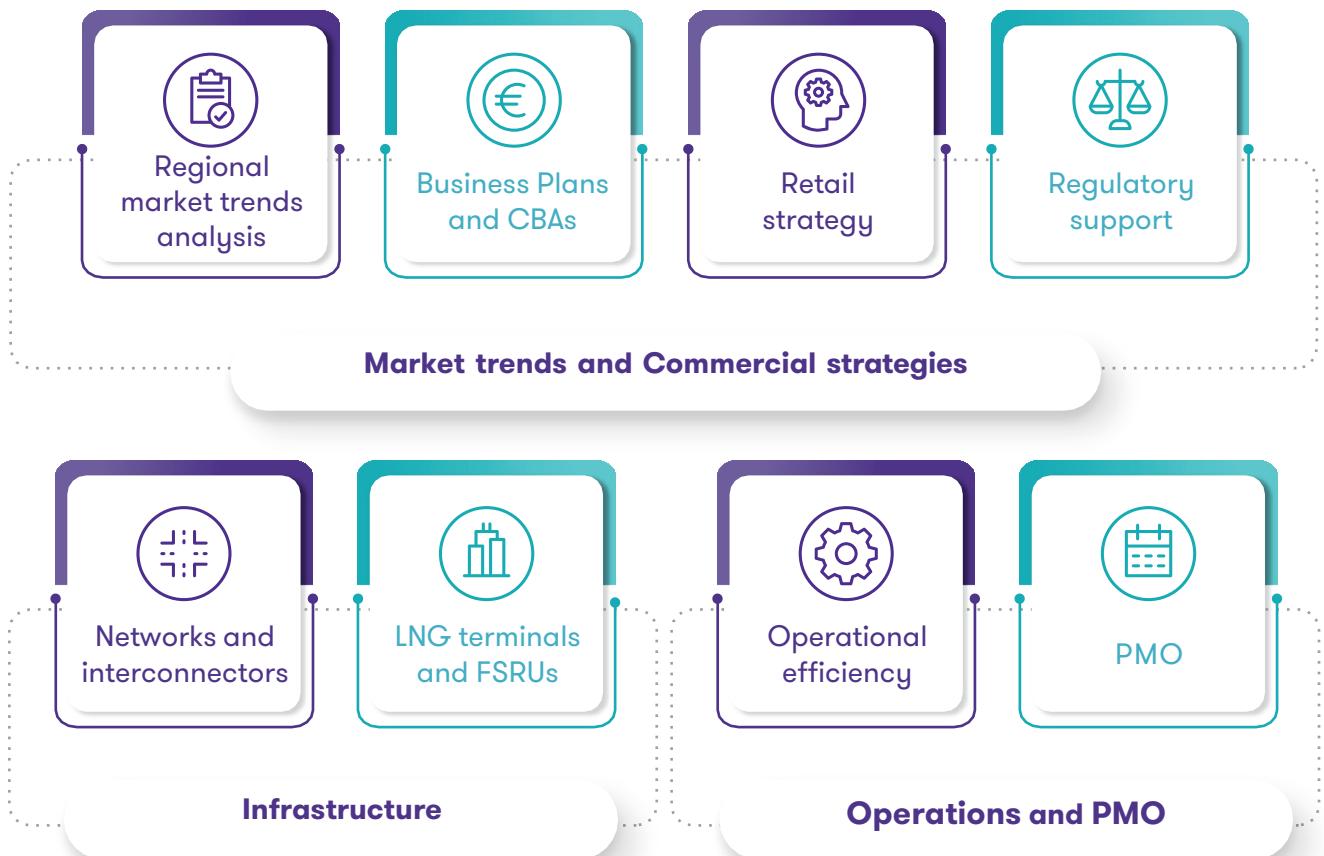 Regional
market trends
analysis
Business Plans
and CBAs
Retail
strategy
Regulatory
support
Market trends and Commercial strategies
Networks and
interconnectors
LNG terminals
and FSRUs
Operational
efficiency
PMO
Infrastructure
Operations and PMO